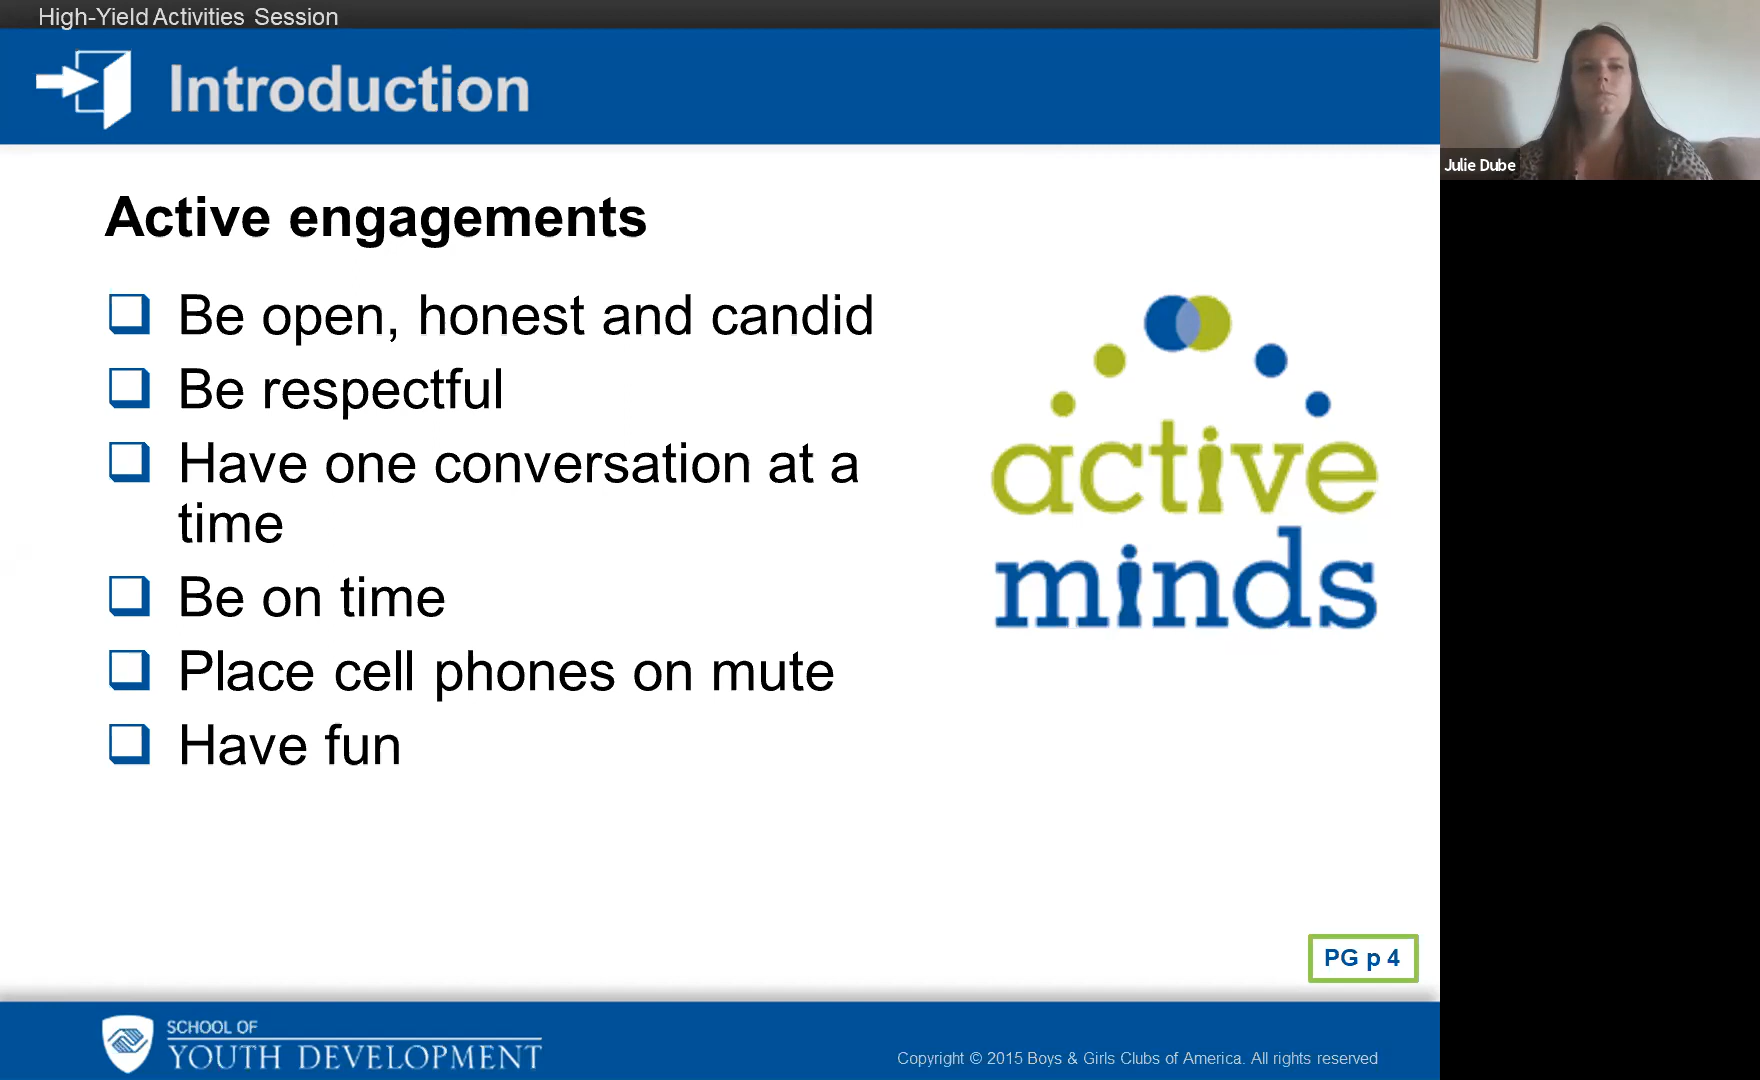 High-Yield Activities Session
Introduction
Julie Dube
Active engagements
Be open, honest and candid
Be respectful
Have one conversation at a
time
Be on time
Place cell phones on mute
Have fun
active
minds
PG p 4
SCHOOL OF
YOUTH DEVELOPMENT
Copyright © 2015 Boys & Girls Clubs of America. All rights reserved